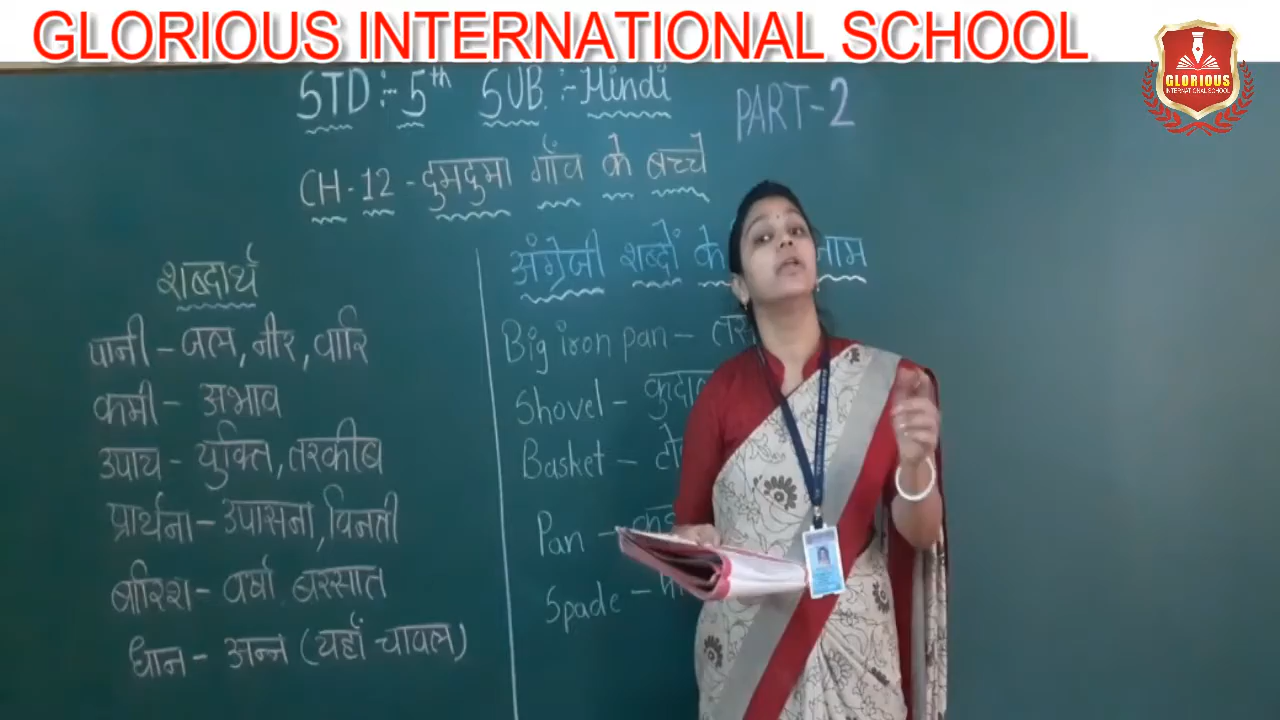 GLORIOUS INTERNATIONAL SCHOOL
GLORIOUS
INTERNATIONAL SCHOOL
STD:- 5th SUB.:- Hindi
PART-2
CH-12 - दुमदुमा गाँव के बच्चे
शब्दार्थ
पानी - जल, नीर, वारि
कमी - अभाव
उपाय - युक्ति, तरकीब
प्रार्थना - उपासना, विनती
बारिश - वर्षा बरसात
धान - अन्न (यहाँ चावल)
अंग्रेजी शब्दों के नाम
Big iron pan -
Shovel -
Basket -
Pan -
Spade -